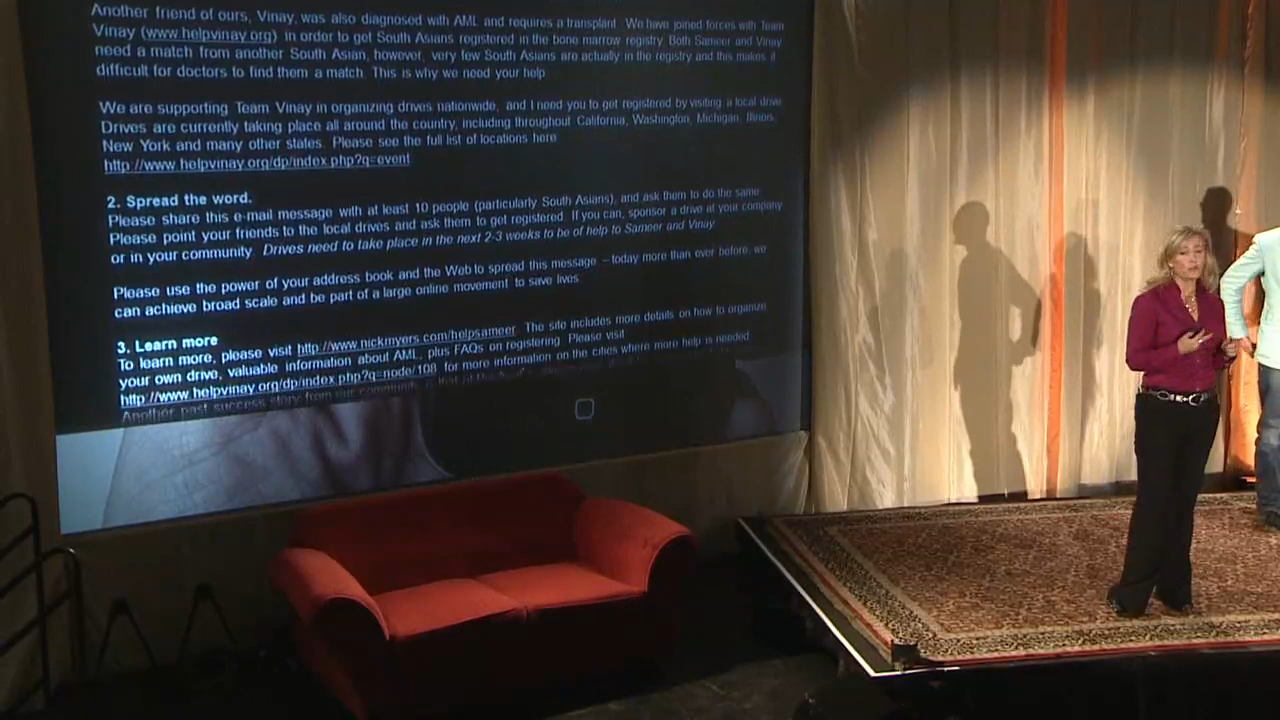 Another friend of ours, Vinay, was also diagnosed with AML and requires a transplant. We have joined forces with Team
Vinay (www.helpvinay.org) in order to get South Asians registered in the bone marrow registry. Both Sameer and Vinay
need a match from another South Asian, however, very few South Asians are actually in the registry and this makes it
difficult for doctors to find them a match. This is why we need your help.
We are supporting Team Vinay in organizing drives nationwide, and I need you to get registered by visiting a local drive.
Drives are currently taking place all around the country, including throughout California, Washington, Michigan, Illinois,
New York and many other states. Please see the full list of locations here
http://www.helpvinay.org/dp/index.php?q=event
2. Spread the word.
Please share this e-mail message with at least 10 people (particularly South Asians), and ask them to do the same.
Please point your friends to the local drives and ask them to get registered. If you can, sponsor a drive at your company
or in your community. Drives need to take place in the next 2-3 weeks to be of help to Sameer and Vinay
Please use the power of your address book and the Web to spread this message – today more than ever before, we
can achieve broad scale and be part of a large online movement to save lives.
3. Learn more
To learn more, please visit http://www.nickmyers.com/helpsameer. The site includes more details on how to organize
your own drive, valuable information about AML, plus FAQs on registering. Please visit
http://www.helpvinay.org/dp/index.php?q=node/108 for more information on the cities where more help is needed.
Another past success story from our community is that of